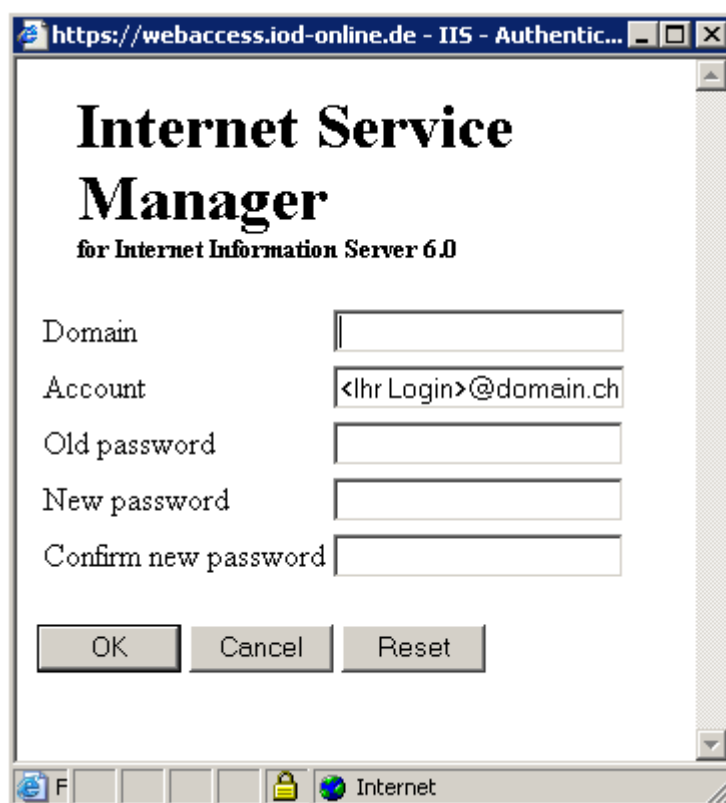 https://webaccess.iod-online.de - IIS - Authentic...
Internet Service
Manager
for Internet Information Server 6.0
Domain
Account <Ihr Login>@domain.ch
Old password
New password
Confirm new password
OK Cancel Reset
F Internet